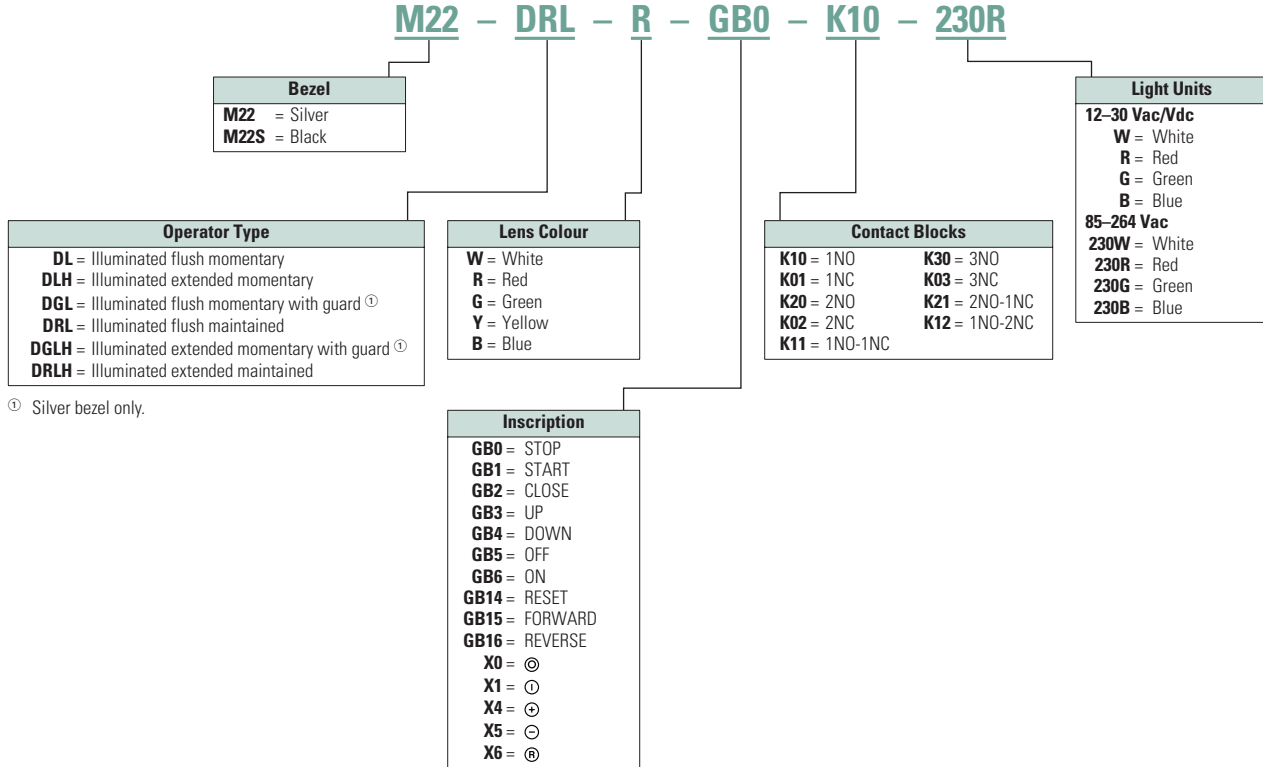 M22 – DRL – R – GB0 – K10 – 230R
Bezel
M22 = Silver
M22S = Black
Light Units
12–30 Vac/Vdc
W = White
R = Red
G = Green
B = Blue
85–264 Vac
230W = White
230R = Red
230G = Green
230B = Blue
Operator Type
DL = Illuminated flush momentary
DLH = Illuminated extended momentary
DGL = Illuminated flush momentary with guard ①
DRL = Illuminated flush maintained
DGLH = Illuminated extended momentary with guard ①
DRLH = Illuminated extended maintained
① Silver bezel only.
Lens Colour
W = White
R = Red
G = Green
Y = Yellow
B = Blue
Contact Blocks
K10 = 1NO K30 = 3NO
K01 = 1NC K03 = 3NC
K20 = 2NO K21 = 2NO-1NC
K02 = 2NC K12 = 1NO-2NC
K11 = 1NO-1NC
Inscription
GB0 = STOP
GB1 = START
GB2 = CLOSE
GB3 = UP
GB4 = DOWN
GB5 = OFF
GB6 = ON
GB14 = RESET
GB15 = FORWARD
GB16 = REVERSE
X0 = ◎
X1 = ⏼
X4 = ⊕
X5 = ⊖
X6 = Ⓡ